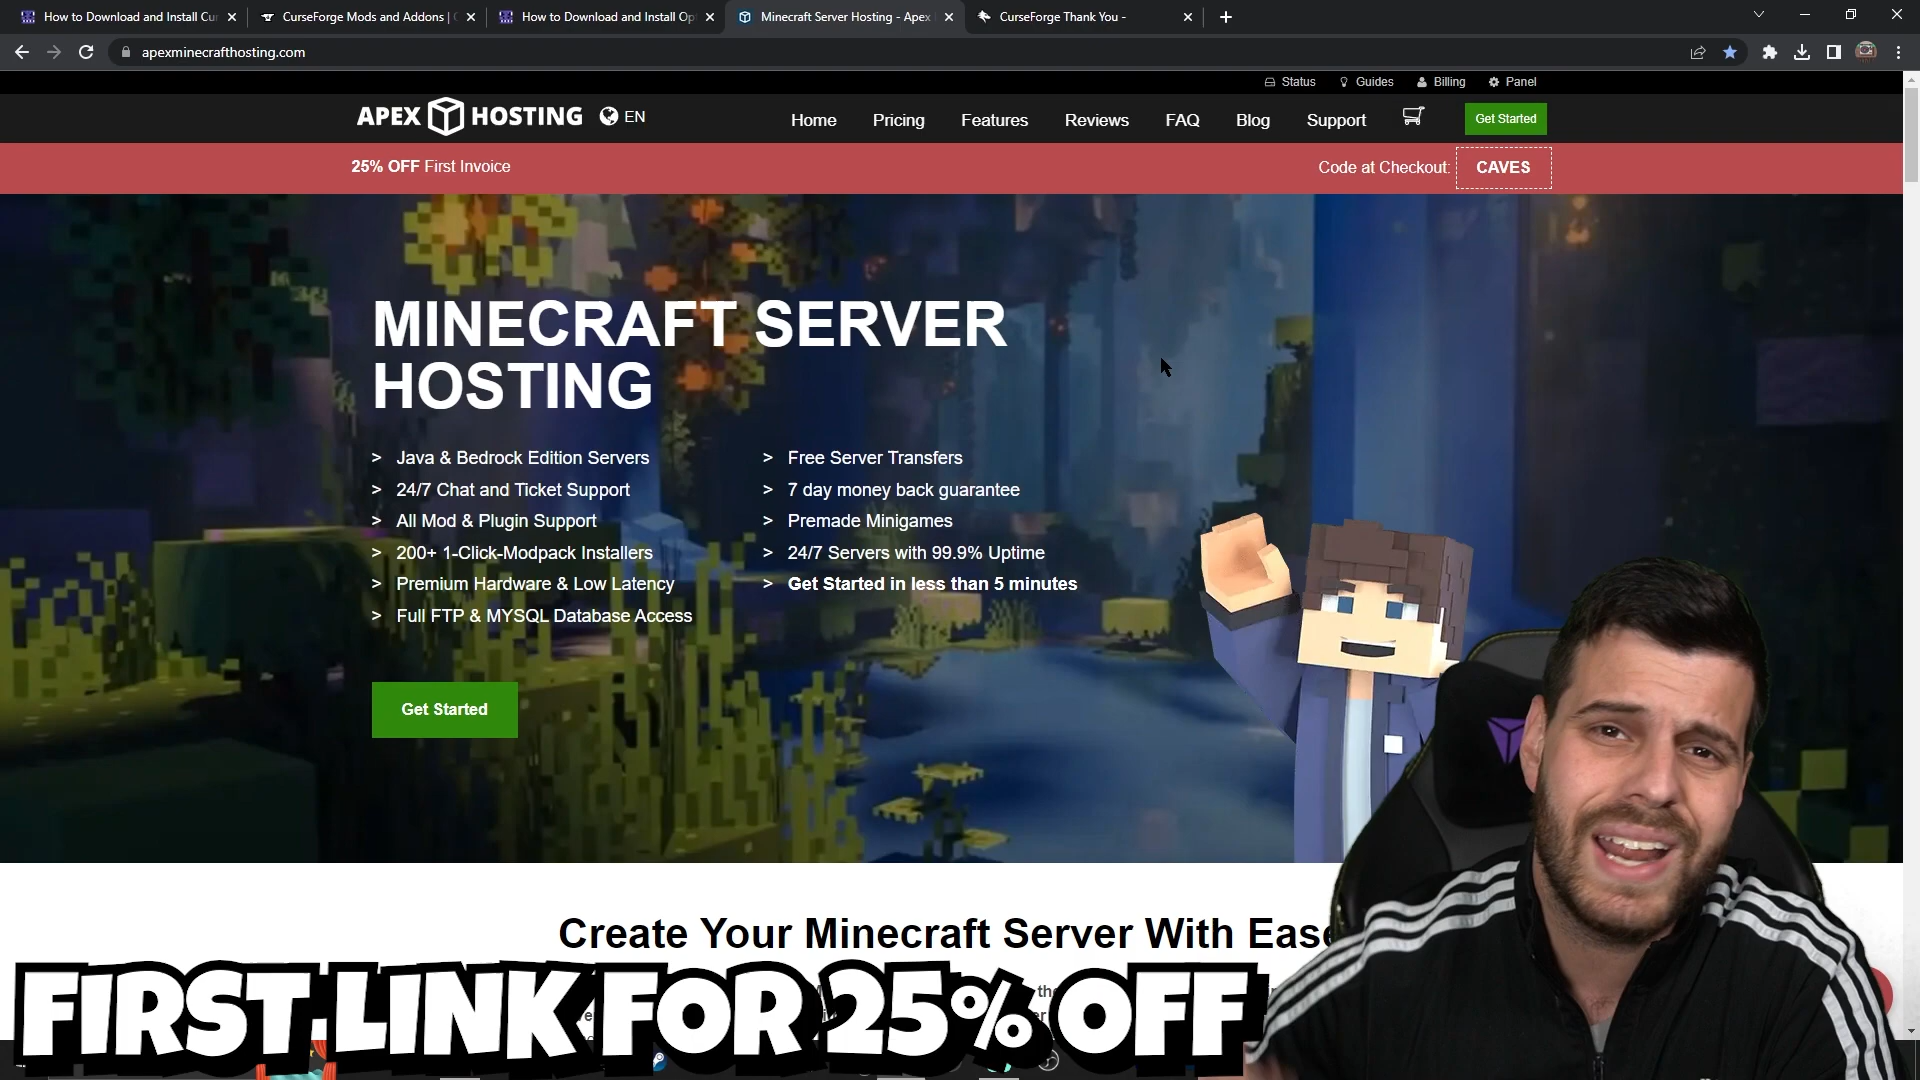 How to Download and Install Cur
CurseForge Mods and Addons |
How to Download and Install Op
Minecraft Server Hosting - Apex
CurseForge Thank You -
apexminecrafthosting.com
Status
Guides
Billing
Panel
APEX HOSTING
EN
Home
Pricing
Features
Reviews
FAQ
Blog
Support
Get Started
25% OFF First Invoice
Code at Checkout: CAVES
MINECRAFT SERVER
HOSTING
> Java & Bedrock Edition Servers
> 24/7 Chat and Ticket Support
> All Mod & Plugin Support
> 200+ 1-Click-Modpack Installers
> Premium Hardware & Low Latency
> Full FTP & MYSQL Database Access
> Free Server Transfers
> 7 day money back guarantee
> Premade Minigames
> 24/7 Servers with 99.9% Uptime
> Get Started in less than 5 minutes
Get Started
Create Your Minecraft Server With Ease
FIRST LINK FOR 25% OFF